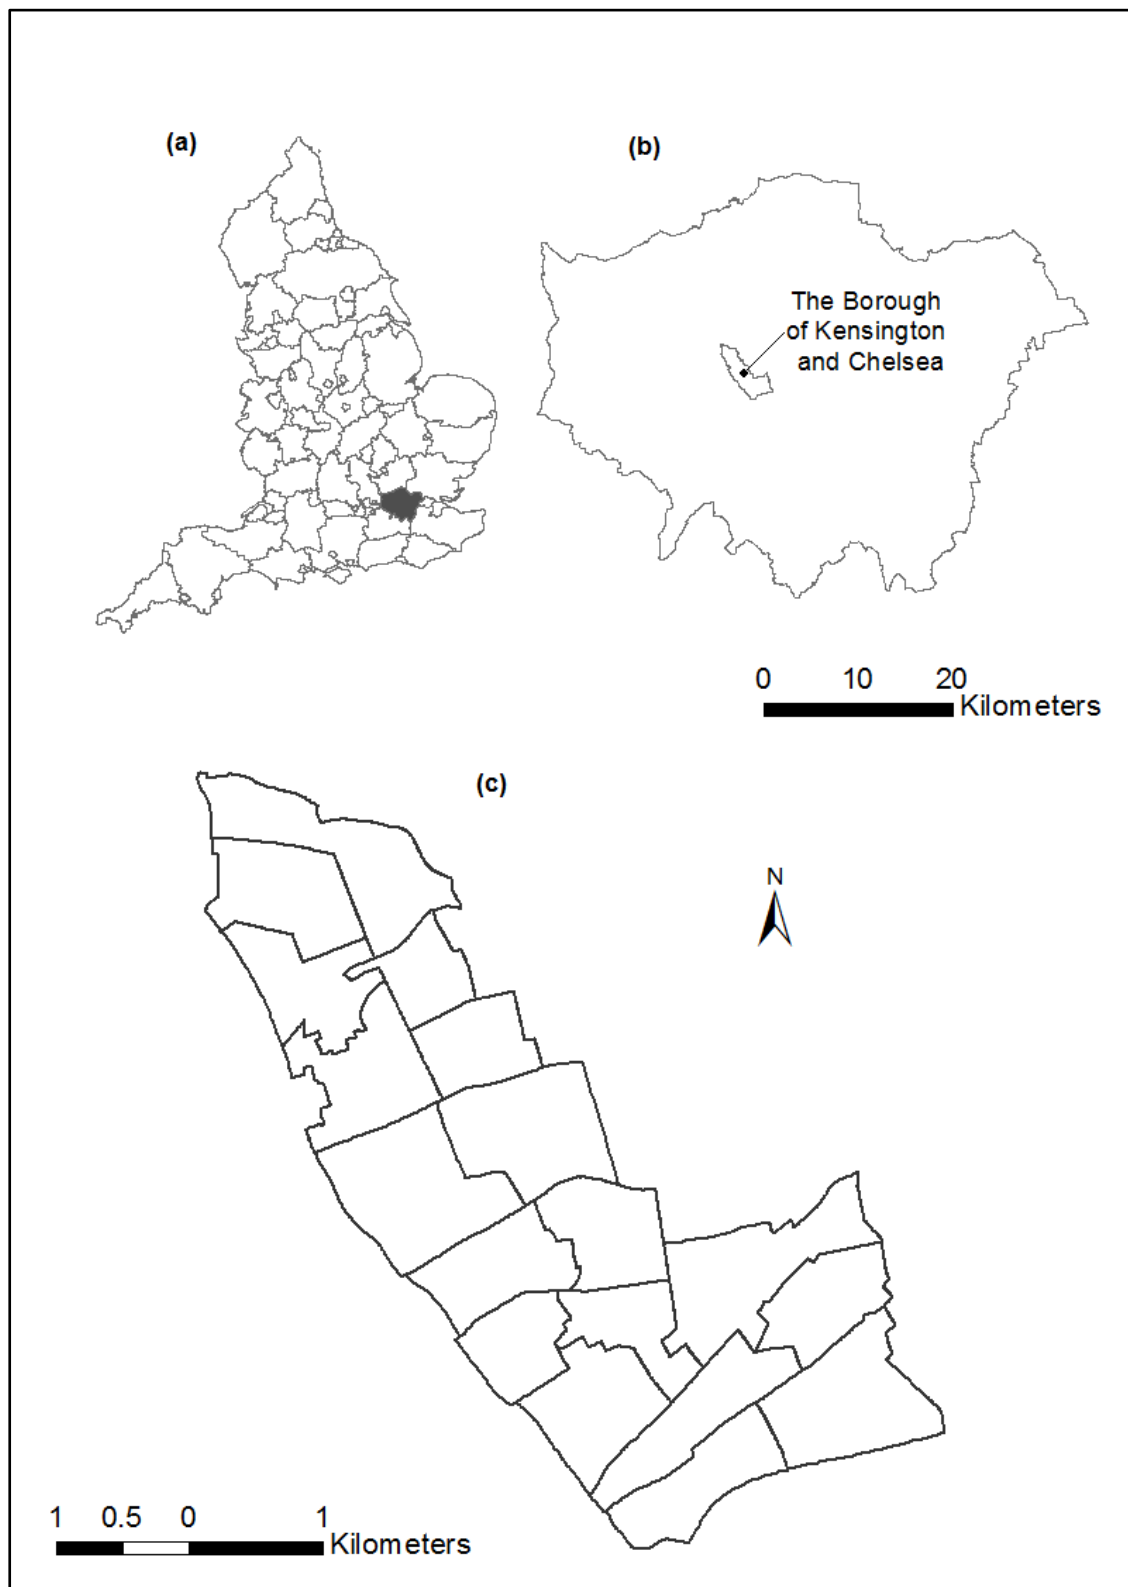 (a)
(b)
The Borough
of Kensington
and Chelsea
0 10 20
Kilometers
(c)
N
1 0.5 0 1
Kilometers